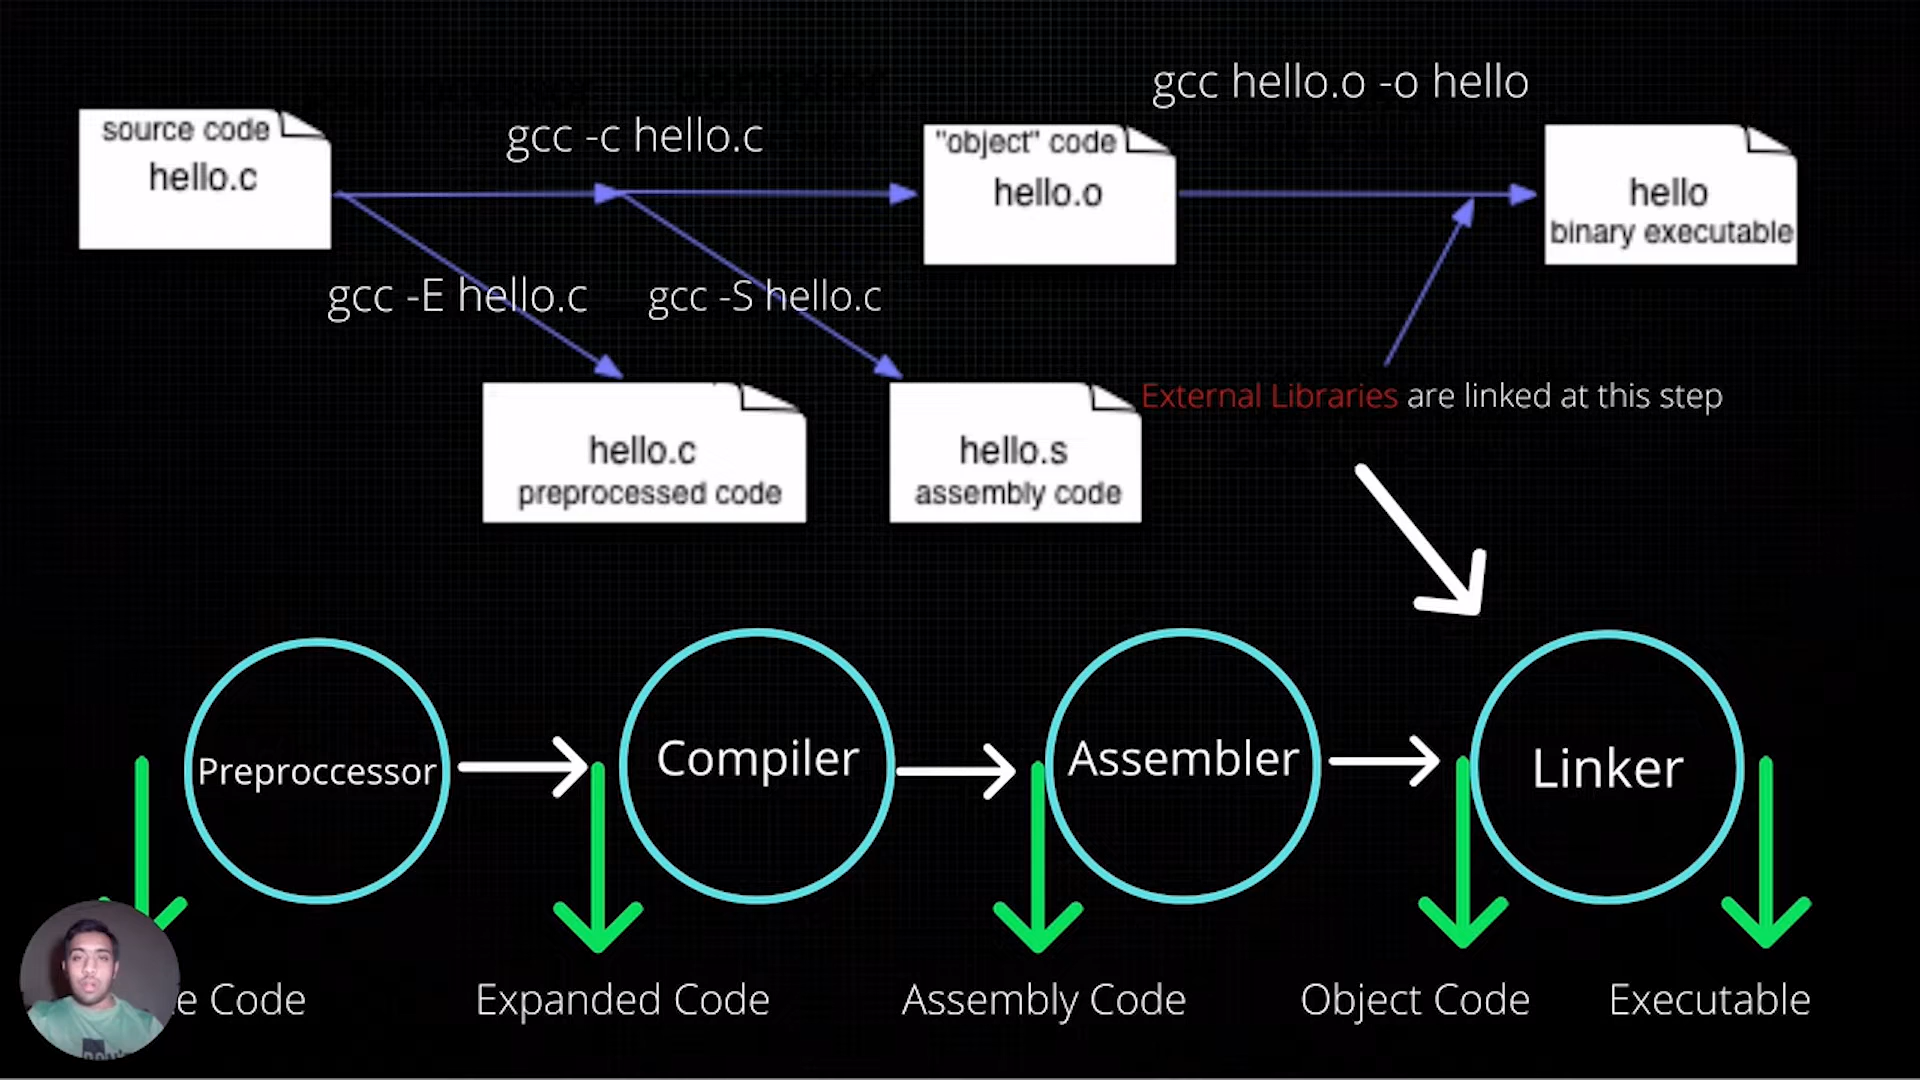 gcc hello.o -o hello
source code
hello.c
gcc -c hello.c
"object" code
hello.o
hello
binary executable
gcc -E hello.c
gcc -S hello.c
External Libraries are linked at this step
hello.c
preprocessed code
hello.s
assembly code
Preproccessor
Compiler
Assembler
Linker
Code
Expanded Code
Assembly Code
Object Code
Executable